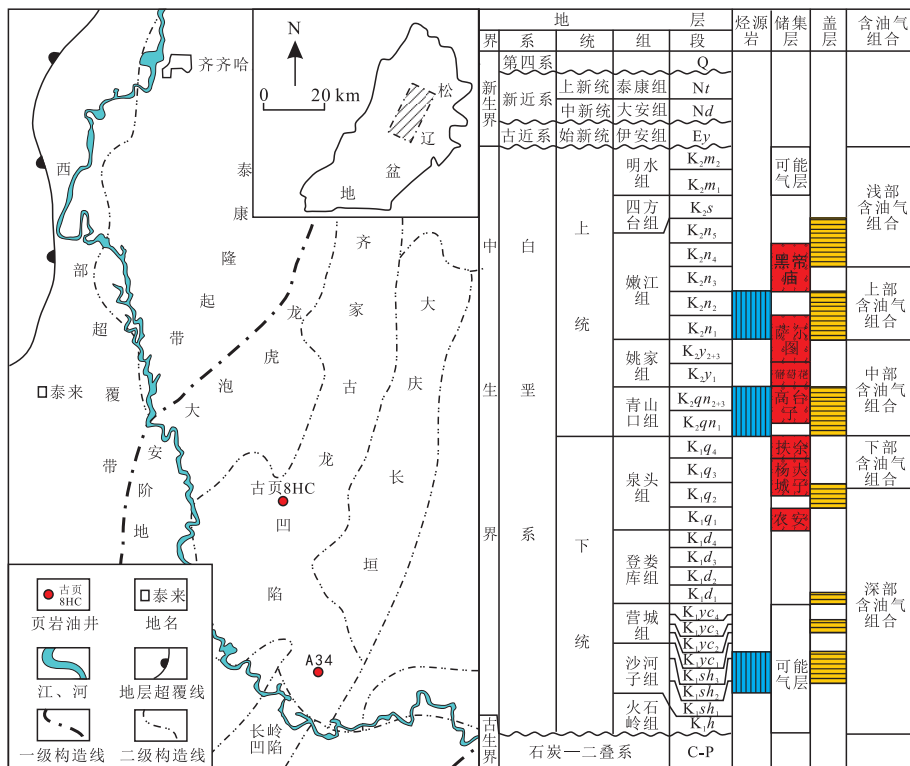 齐齐哈
N
0 20 km
松
辽
盆
地
西
部
超
覆
带
泰
康
隆
起
带
龙
虎
泡
大
安
阶
地
齐
家
古
龙
凹
陷
大
庆
长
垣
泰来
古页8HC
A34
长岭
凹陷
古页
8HC
页岩油井
泰来
地名
江、河
地层超覆线
一级构造线
二级构造线
地 层
烃源岩
储集层
盖层
含油气组合
界 系 统 组 段
新生界
第四系 Q
新近系 上新统 泰康组 Nt
中新统 大安组 Nd
古近系 始新统 伊安组 Ey
中生界
白垩系
上统
明水组
K₂m₂
K₂m₁
四方台组
K₂s
嫩江组
K₂n₅
K₂n₄
K₂n₃
K₂n₂
K₂n₁
姚家组
K₂y₂₊₃
K₂y₁
青山口组
K₂qn₂₊₃
K₂qn₁
下统
泉头组
K₁q₄
K₁q₃
K₁q₂
K₁q₁
登娄库组
K₁d₄
K₁d₃
K₁d₂
K₁d₁
营城组
K₁yc₄
K₁yc₃
K₁yc₂
K₁yc₁
沙河子组
K₁sh₃
K₁sh₂
K₁sh₁
火石岭组
K₁h
古生界
石炭—二叠系 C-P
可能气层
黑帝庙
萨尔图
葡萄花
高台子
扶余
杨大城子
农安
可能气层
浅部含油气组合
上部含油气组合
中部含油气组合
下部含油气组合
深部含油气组合